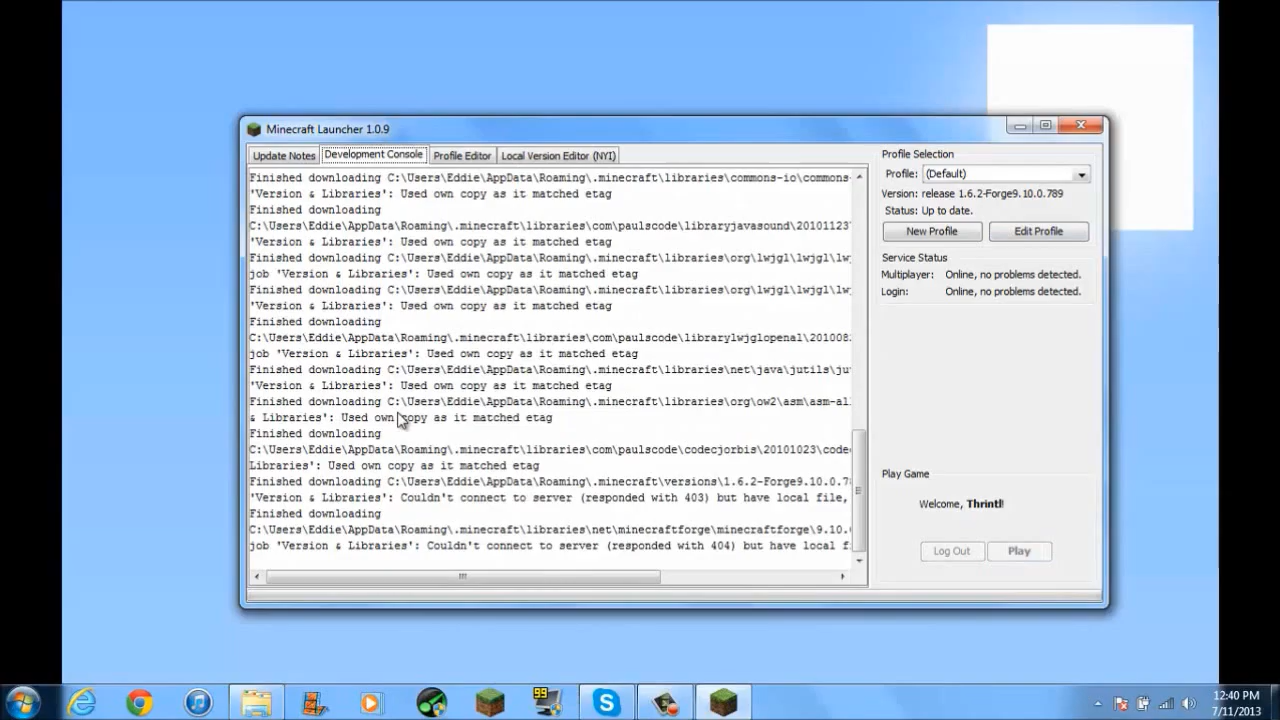 Minecraft Launcher 1.0.9
Update Notes
Development Console
Profile Editor
Local Version Editor (NYI)
Finished downloading C:\Users\Eddie\AppData\Roaming\.minecraft\libraries\commons-io\commons-
'Version & Libraries': Used own copy as it matched etag
Finished downloading
C:\Users\Eddie\AppData\Roaming\.minecraft\libraries\com\paulscode\libraryjavasound\20101123\
'Version & Libraries': Used own copy as it matched etag
Finished downloading C:\Users\Eddie\AppData\Roaming\.minecraft\libraries\org\lwjgl\lwjgl\lw
job 'Version & Libraries': Used own copy as it matched etag
Finished downloading C:\Users\Eddie\AppData\Roaming\.minecraft\libraries\org\lwjgl\lwjgl\lw
'Version & Libraries': Used own copy as it matched etag
Finished downloading
C:\Users\Eddie\AppData\Roaming\.minecraft\libraries\com\paulscode\librarylwjglopenal\201008
job 'Version & Libraries': Used own copy as it matched etag
Finished downloading C:\Users\Eddie\AppData\Roaming\.minecraft\libraries\net\java\jutils\ju
'Version & Libraries': Used own copy as it matched etag
Finished downloading C:\Users\Eddie\AppData\Roaming\.minecraft\libraries\org\ow2\asm\asm-al
& Libraries': Used own copy as it matched etag
Finished downloading
C:\Users\Eddie\AppData\Roaming\.minecraft\libraries\com\paulscode\codecjorbis\20101023\code
Libraries': Used own copy as it matched etag
Finished downloading C:\Users\Eddie\AppData\Roaming\.minecraft\versions\1.6.2-Forge9.10.0.7
'Version & Libraries': Couldn't connect to server (responded with 403) but have local file,
Finished downloading
C:\Users\Eddie\AppData\Roaming\.minecraft\libraries\net\minecraftforge\minecraftforge\9.10.
job 'Version & Libraries': Couldn't connect to server (responded with 404) but have local f
Profile Selection
Profile: (Default)
Version: release 1.6.2-Forge9.10.0.789
Status: Up to date.
New Profile
Edit Profile
Service Status
Multiplayer: Online, no problems detected.
Login: Online, no problems detected.
Play Game
Welcome, Thrintl!
Log Out
Play
99
12:40 PM
7/11/2013